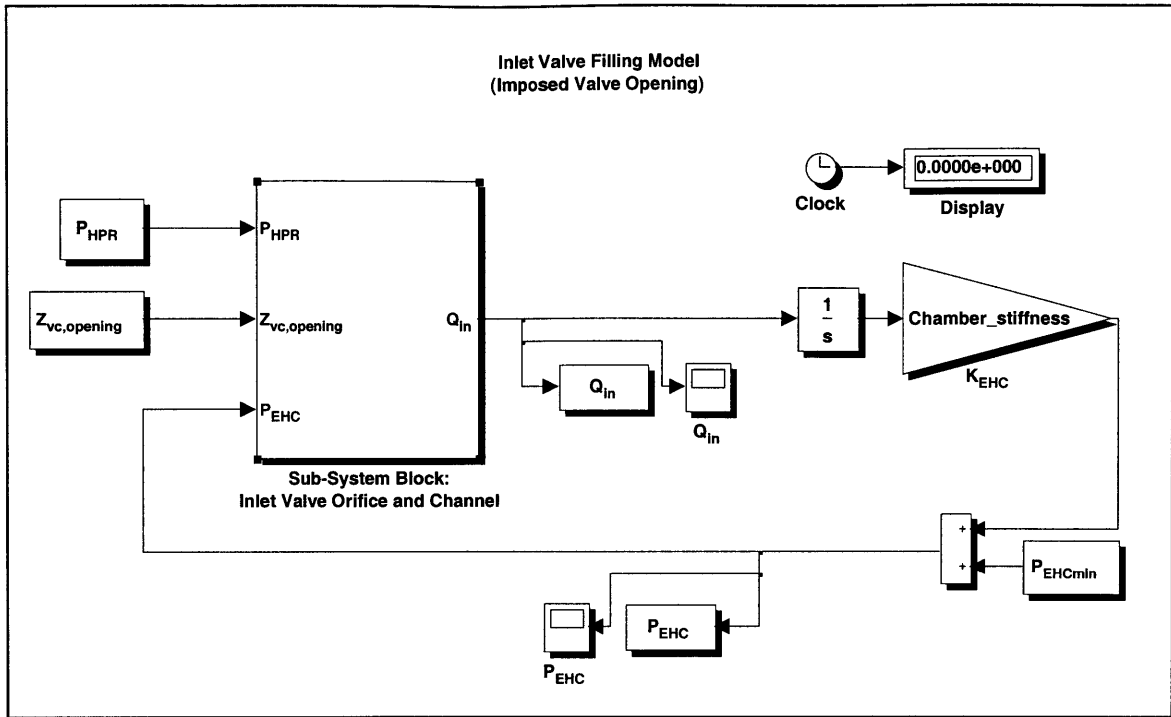 Inlet Valve Filling Model
(Imposed Valve Opening)
0.0000e+000
Clock
Display
P_HPR
P_HPR
Z_vc,opening
Z_vc,opening
Q_in
1
s
Chamber_stiffness
K_EHC
Q_in
Q_in
P_EHC
Sub-System Block:
Inlet Valve Orifice and Channel
+
+
P_EHCmin
P_EHC
P_EHC